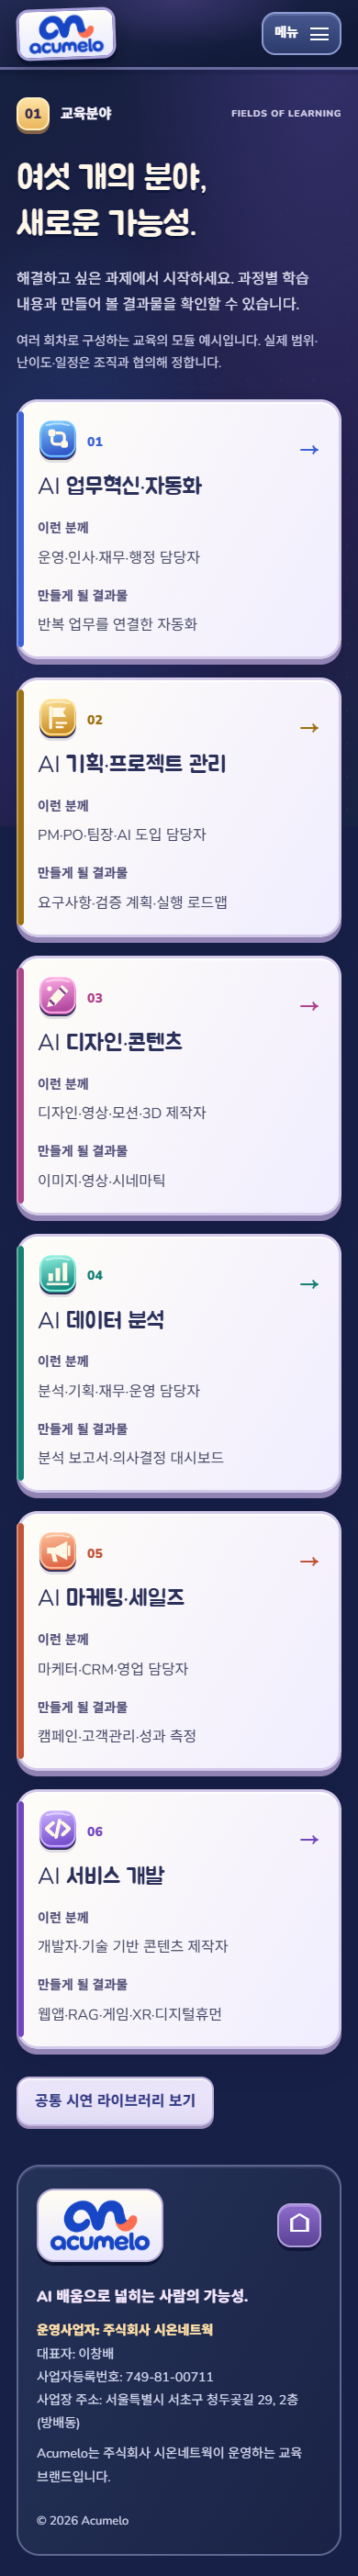 acumelo
메뉴
01 교육분야 FIELDS OF LEARNING
여섯 개의 분야,
새로운 가능성.
해결하고 싶은 과제에서 시작하세요. 과정별 학습
내용과 만들어 볼 결과물을 확인할 수 있습니다.
여러 회차로 구성하는 교육의 모듈 예시입니다. 실제 범위·
난이도·일정은 조직과 협의해 정합니다.
01 →
AI 업무혁신·자동화
이런 분께
운영·인사·재무·행정 담당자
만들게 될 결과물
반복 업무를 연결한 자동화
02 →
AI 기획·프로젝트 관리
이런 분께
PM·PO·팀장·AI 도입 담당자
만들게 될 결과물
요구사항·검증 계획·실행 로드맵
03 →
AI 디자인·콘텐츠
이런 분께
디자인·영상·모션·3D 제작자
만들게 될 결과물
이미지·영상·시네마틱
04 →
AI 데이터 분석
이런 분께
분석·기획·재무·운영 담당자
만들게 될 결과물
분석 보고서·의사결정 대시보드
05 →
AI 마케팅·세일즈
이런 분께
마케터·CRM·영업 담당자
만들게 될 결과물
캠페인·고객관리·성과 측정
06 →
AI 서비스 개발
이런 분께
개발자·기술 기반 콘텐츠 제작자
만들게 될 결과물
웹앱·RAG·게임·XR·디지털휴먼
공통 시연 라이브러리 보기
acumelo
AI 배움으로 넓히는 사람의 가능성.
운영사업자: 주식회사 시온네트웍
대표자: 이창배
사업자등록번호: 749-81-00711
사업장 주소: 서울특별시 서초구 청두곶길 29, 2층
(방배동)
Acumelo는 주식회사 시온네트웍이 운영하는 교육
브랜드입니다.
© 2026 Acumelo